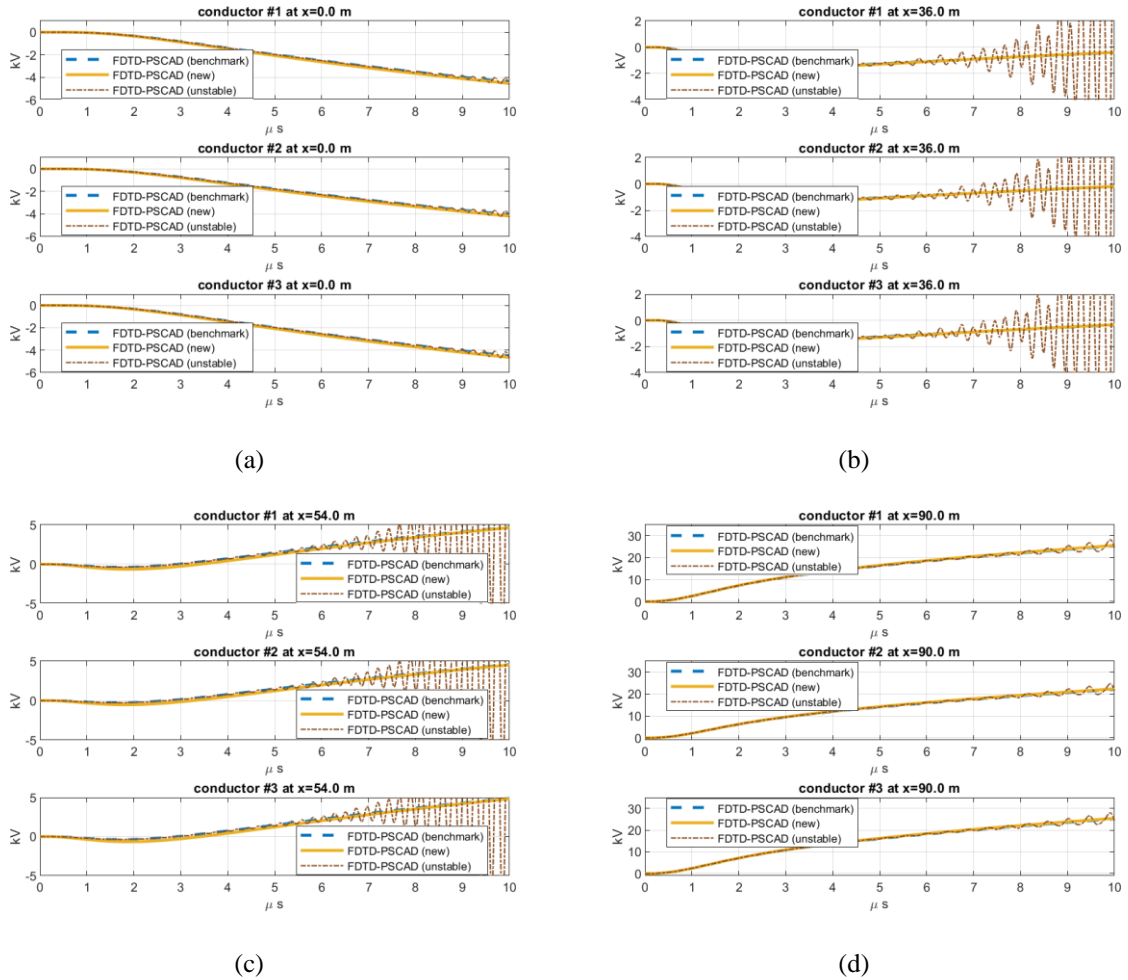 conductor #1 at x=0.0 m
0
-2
-4
-6
kV
FDTD-PSCAD (benchmark)
FDTD-PSCAD (new)
FDTD-PSCAD (unstable)
0 1 2 3 4 5 6 7 8 9 10
μ s
conductor #2 at x=0.0 m
0
-2
-4
-6
kV
FDTD-PSCAD (benchmark)
FDTD-PSCAD (new)
FDTD-PSCAD (unstable)
0 1 2 3 4 5 6 7 8 9 10
μ s
conductor #3 at x=0.0 m
0
-2
-4
-6
kV
FDTD-PSCAD (benchmark)
FDTD-PSCAD (new)
FDTD-PSCAD (unstable)
0 1 2 3 4 5 6 7 8 9 10
μ s
(a)
conductor #1 at x=36.0 m
2
0
-2
-4
kV
FDTD-PSCAD (benchmark)
FDTD-PSCAD (new)
FDTD-PSCAD (unstable)
0 1 2 3 4 5 6 7 8 9 10
μ s
conductor #2 at x=36.0 m
2
0
-2
-4
kV
FDTD-PSCAD (benchmark)
FDTD-PSCAD (new)
FDTD-PSCAD (unstable)
0 1 2 3 4 5 6 7 8 9 10
μ s
conductor #3 at x=36.0 m
2
0
-2
-4
kV
FDTD-PSCAD (benchmark)
FDTD-PSCAD (new)
FDTD-PSCAD (unstable)
0 1 2 3 4 5 6 7 8 9 10
μ s
(b)
conductor #1 at x=54.0 m
5
0
-5
kV
FDTD-PSCAD (benchmark)
FDTD-PSCAD (new)
FDTD-PSCAD (unstable)
0 1 2 3 4 5 6 7 8 9 10
μ s
conductor #2 at x=54.0 m
5
0
-5
kV
FDTD-PSCAD (benchmark)
FDTD-PSCAD (new)
FDTD-PSCAD (unstable)
0 1 2 3 4 5 6 7 8 9 10
μ s
conductor #3 at x=54.0 m
5
0
-5
kV
FDTD-PSCAD (benchmark)
FDTD-PSCAD (new)
FDTD-PSCAD (unstable)
0 1 2 3 4 5 6 7 8 9 10
μ s
(c)
conductor #1 at x=90.0 m
30
20
10
0
kV
FDTD-PSCAD (benchmark)
FDTD-PSCAD (new)
FDTD-PSCAD (unstable)
0 1 2 3 4 5 6 7 8 9 10
μ s
conductor #2 at x=90.0 m
30
20
10
0
kV
FDTD-PSCAD (benchmark)
FDTD-PSCAD (new)
FDTD-PSCAD (unstable)
0 1 2 3 4 5 6 7 8 9 10
μ s
conductor #3 at x=90.0 m
30
20
10
0
kV
FDTD-PSCAD (benchmark)
FDTD-PSCAD (new)
FDTD-PSCAD (unstable)
0 1 2 3 4 5 6 7 8 9 10
μ s
(d)